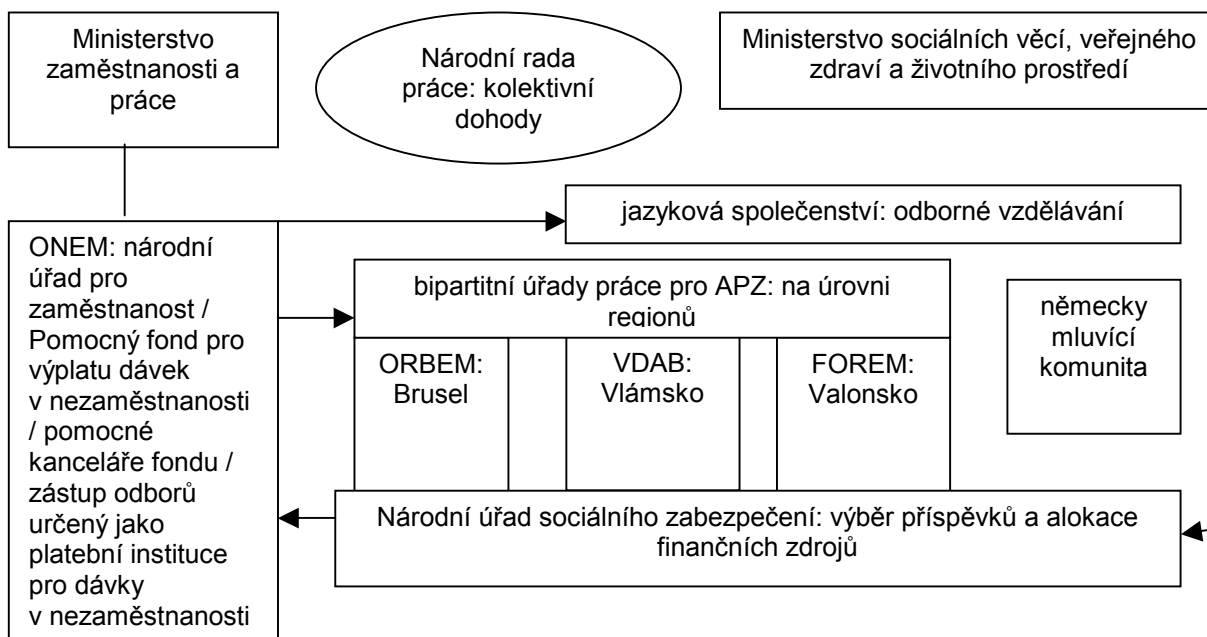 Ministerstvo
zaměstnanosti a
práce
Národní rada
práce: kolektivní
dohody
Ministerstvo sociálních věcí, veřejného
zdraví a životního prostředí
jazyková společenství: odborné vzdělávání
ONEM: národní
úřad pro
zaměstnanost /
Pomocný fond pro
výplatu dávek
v nezaměstnanosti
/ pomocné
kanceláře fondu /
zástup odborů
určený jako
platební instituce
pro dávky
v nezaměstnanosti
bipartitní úřady práce pro APZ: na úrovni
regionů
ORBEM:
Brusel
VDAB:
Vlámsko
FOREM:
Valonsko
německy
mluvící
komunita
Národní úřad sociálního zabezpečení: výběr příspěvků a alokace
finančních zdrojů